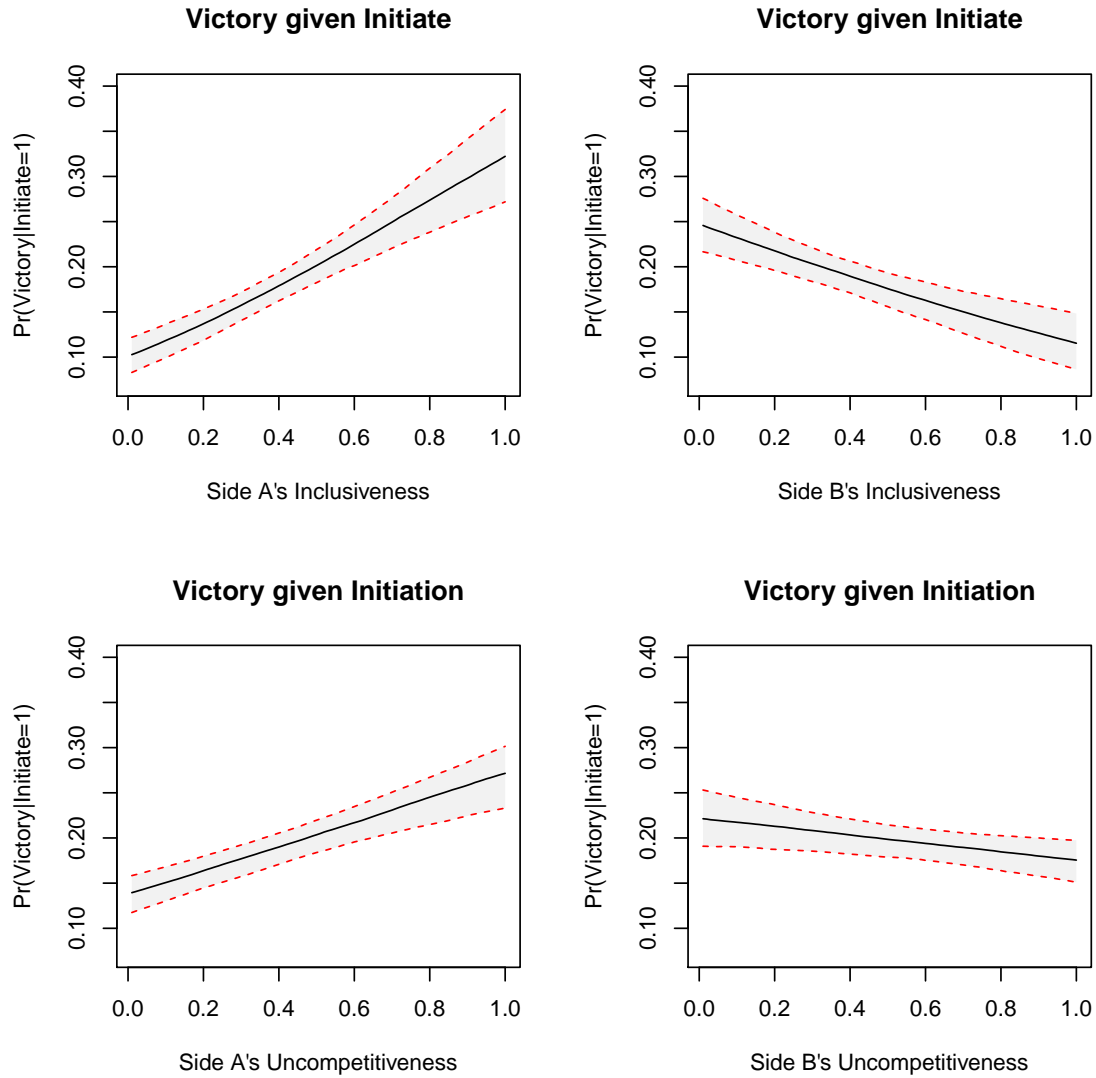 Victory given Initiate
Pr(Victory|Initiate=1)
0.40
0.30
0.20
0.10
0.0 0.2 0.4 0.6 0.8 1.0
Side A's Inclusiveness
Victory given Initiate
Pr(Victory|Initiate=1)
0.40
0.30
0.20
0.10
0.0 0.2 0.4 0.6 0.8 1.0
Side B's Inclusiveness
Victory given Initiation
Pr(Victory|Initiate=1)
0.40
0.30
0.20
0.10
0.0 0.2 0.4 0.6 0.8 1.0
Side A's Uncompetitiveness
Victory given Initiation
Pr(Victory|Initiate=1)
0.40
0.30
0.20
0.10
0.0 0.2 0.4 0.6 0.8 1.0
Side B's Uncompetitiveness